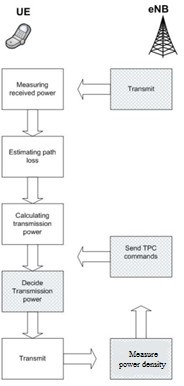 UE
eNB
Measuring
received power
Transmit
Estimating path
loss
Calculating
transmission
power
Send TPC
commands
Decide
Transmission
power
Transmit
Measure
power density